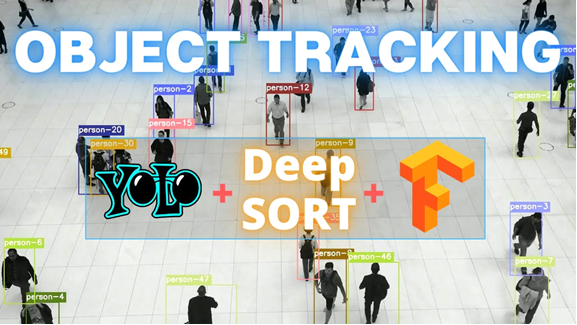 OBJECT TRACKING
person-23
person-2
person-12
person-15
person-20
person-30
person-9
49
YOLO + Deep SORT +
person-3
person-6
person-7
person-46
person-47
person-4